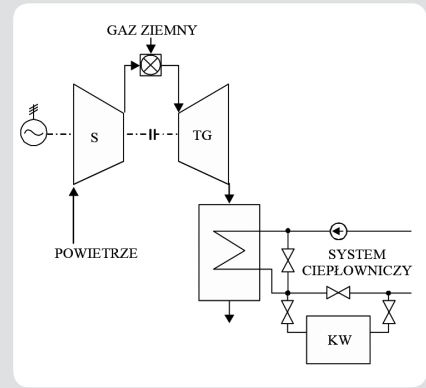 GAZ ZIEMNY
S
TG
POWIETRZE
SYSTEM
CIEPŁOWNICZY
KW